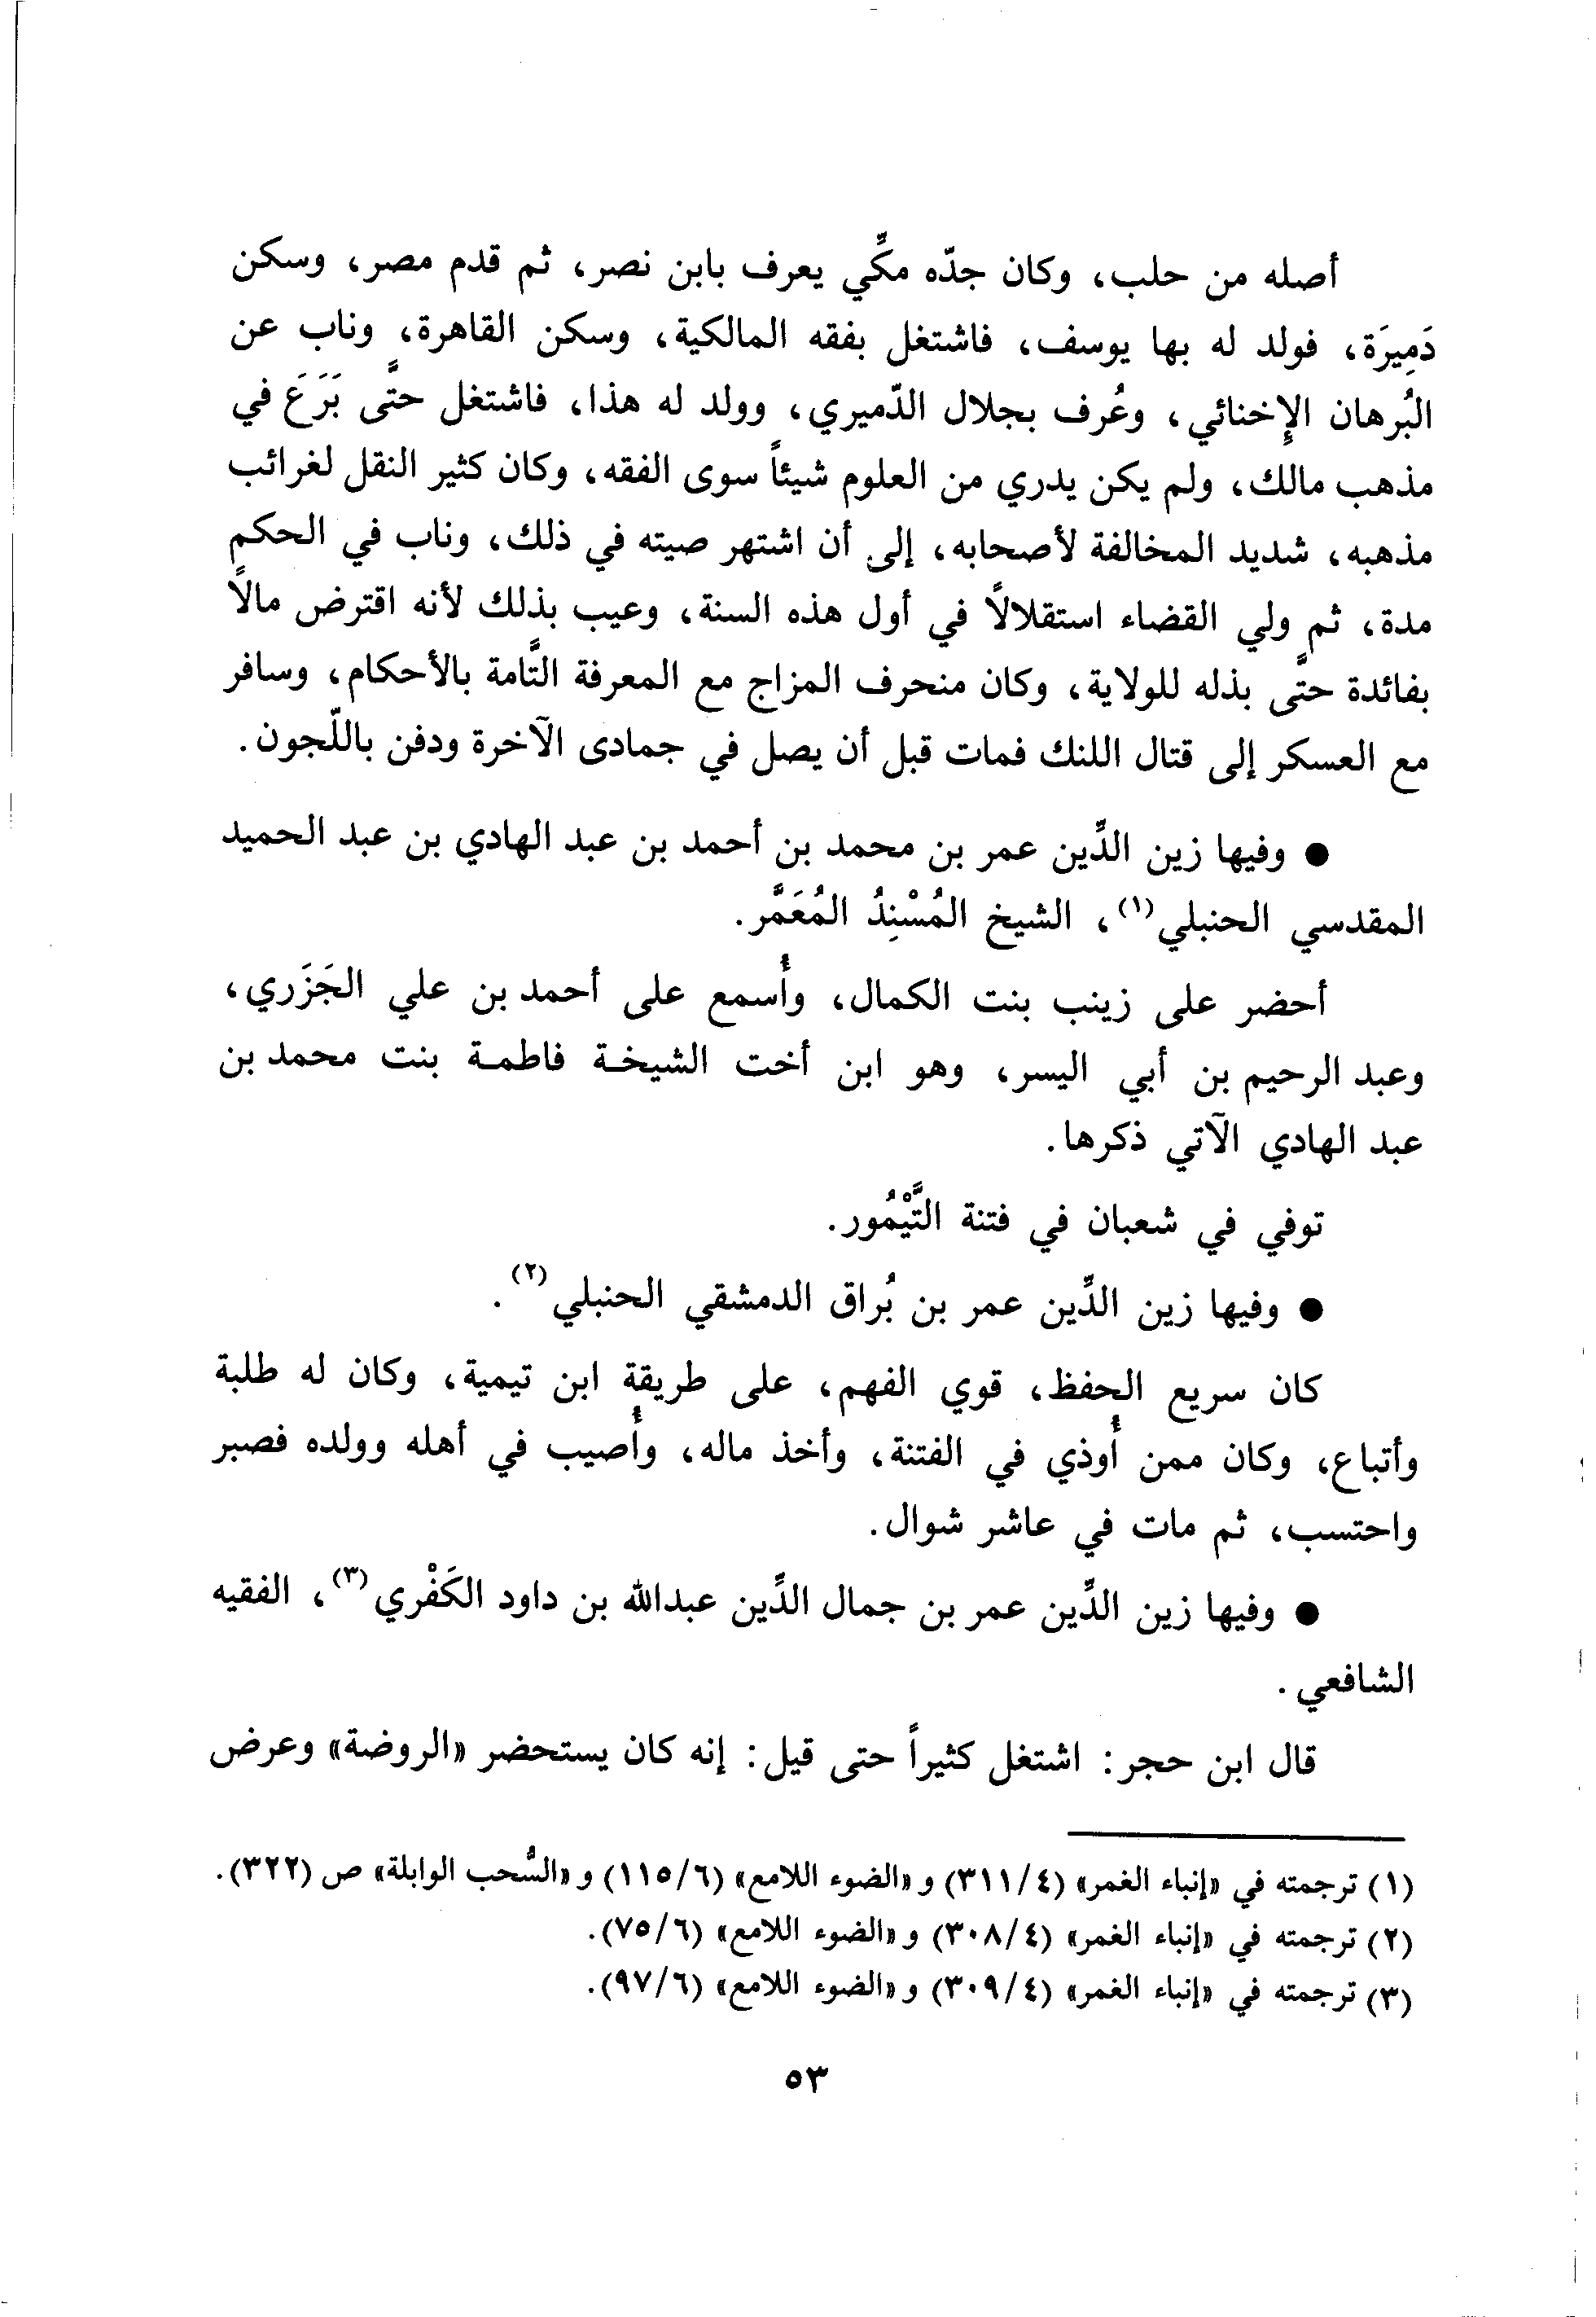 أصله من حلب، وكان جدّه مكِّي يعرف بابن نصر، ثم قدم مصر، وسكن
دَمِيرَة، فولد له بها يوسف، فاشتغل بفقه المالكية، وسكن القاهرة، وناب عن
البُرهان الإِخنائي، وعُرف بجلال الدّميري، وولد له هذا، فاشتغل حتَّى بَرَعَ في
مذهب مالك، ولم يكن يدري من العلوم شيئاً سوى الفقه، وكان كثير النقل لغرائب
مذهبه، شديد المخالفة لأصحابه، إلى أن اشتهر صيته في ذلك، وناب في الحكم
مدة، ثم ولي القضاء استقلالاً في أول هذه السنة، وعيب بذلك لأنه اقترض مالاً
بفائدة حتَّى بذله للولاية، وكان منحرف المزاج مع المعرفة التَّامة بالأحكام، وسافر
مع العسكر إلى قتال اللنك فمات قبل أن يصل في جمادى الآخرة ودفن باللّجون.
● وفيها زين الدِّين عمر بن محمد بن أحمد بن عبد الهادي بن عبد الحميد
المقدسي الحنبلي(١)، الشيخ المُسْنِدُ المُعَمَّر.
أحضر على زينب بنت الكمال، وأُسمع على أحمد بن علي الجَزَري،
وعبد الرحيم بن أبي اليسر، وهو ابن أخت الشيخة فاطمة بنت محمد بن
عبد الهادي الآتي ذكرها.
توفي في شعبان في فتنة التَّيْمُور.
● وفيها زين الدِّين عمر بن بُراق الدمشقي الحنبلي(٢).
كان سريع الحفظ، قوي الفهم، على طريقة ابن تيمية، وكان له طلبة
وأتباع، وكان ممن أُوذي في الفتنة، وأخذ ماله، وأُصيب في أهله وولده فصبر
واحتسب، ثم مات في عاشر شوال.
● وفيها زين الدِّين عمر بن جمال الدِّين عبدالله بن داود الكَفْري(٣)، الفقيه
الشافعي.
قال ابن حجر: اشتغل كثيراً حتى قيل: إنه كان يستحضر «الروضة» وعرض
(١) ترجمته في «إنباء الغمر» (٣١١/٤) و «الضوء اللامع» (١١٥/٦) و «السُّحب الوابلة» ص (٣٢٢).
(٢) ترجمته في «إنباء الغمر» (٣٠٨/٤) و «الضوء اللامع» (٧٥/٦).
(٣) ترجمته في «إنباء الغمر» (٣٠٩/٤) و «الضوء اللامع» (٩٧/٦).
٥٣